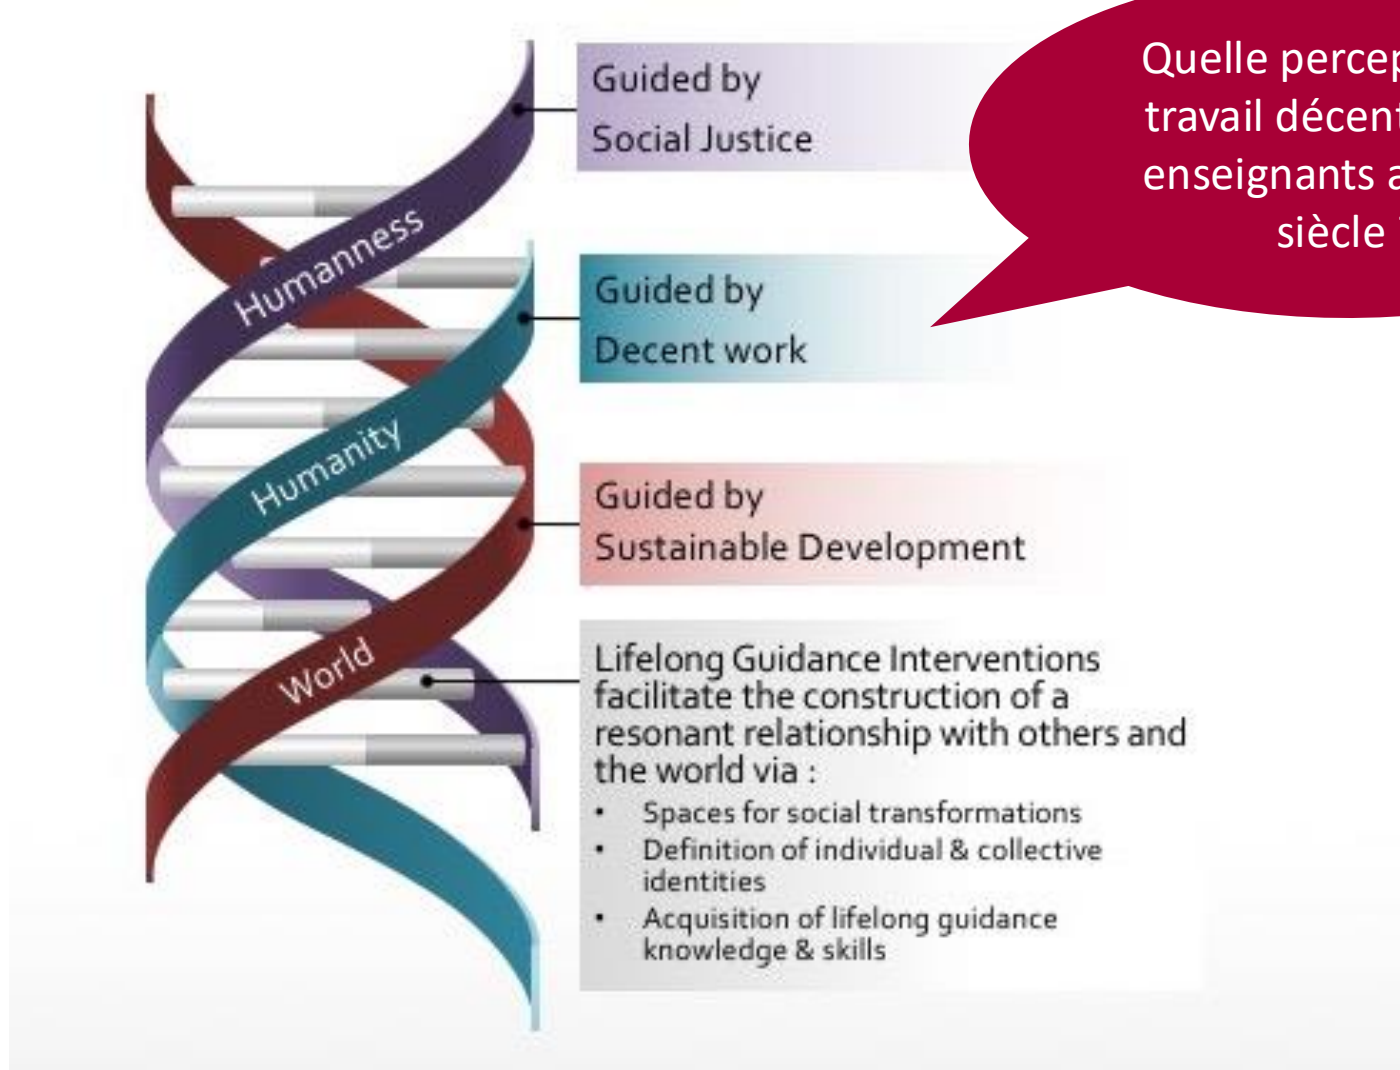 Guided by
Social Justice
Quelle
travail décent
enseignants
siècle
Humanness
Guided by
Decent work
Humanity
Guided by
Sustainable Development
World
Lifelong Guidance Interventions
facilitate the construction of a
resonant relationship with others and
the world via :
• Spaces for social transformations
• Definition of individual & collective
identities
• Acquisition of lifelong guidance
knowledge & skills